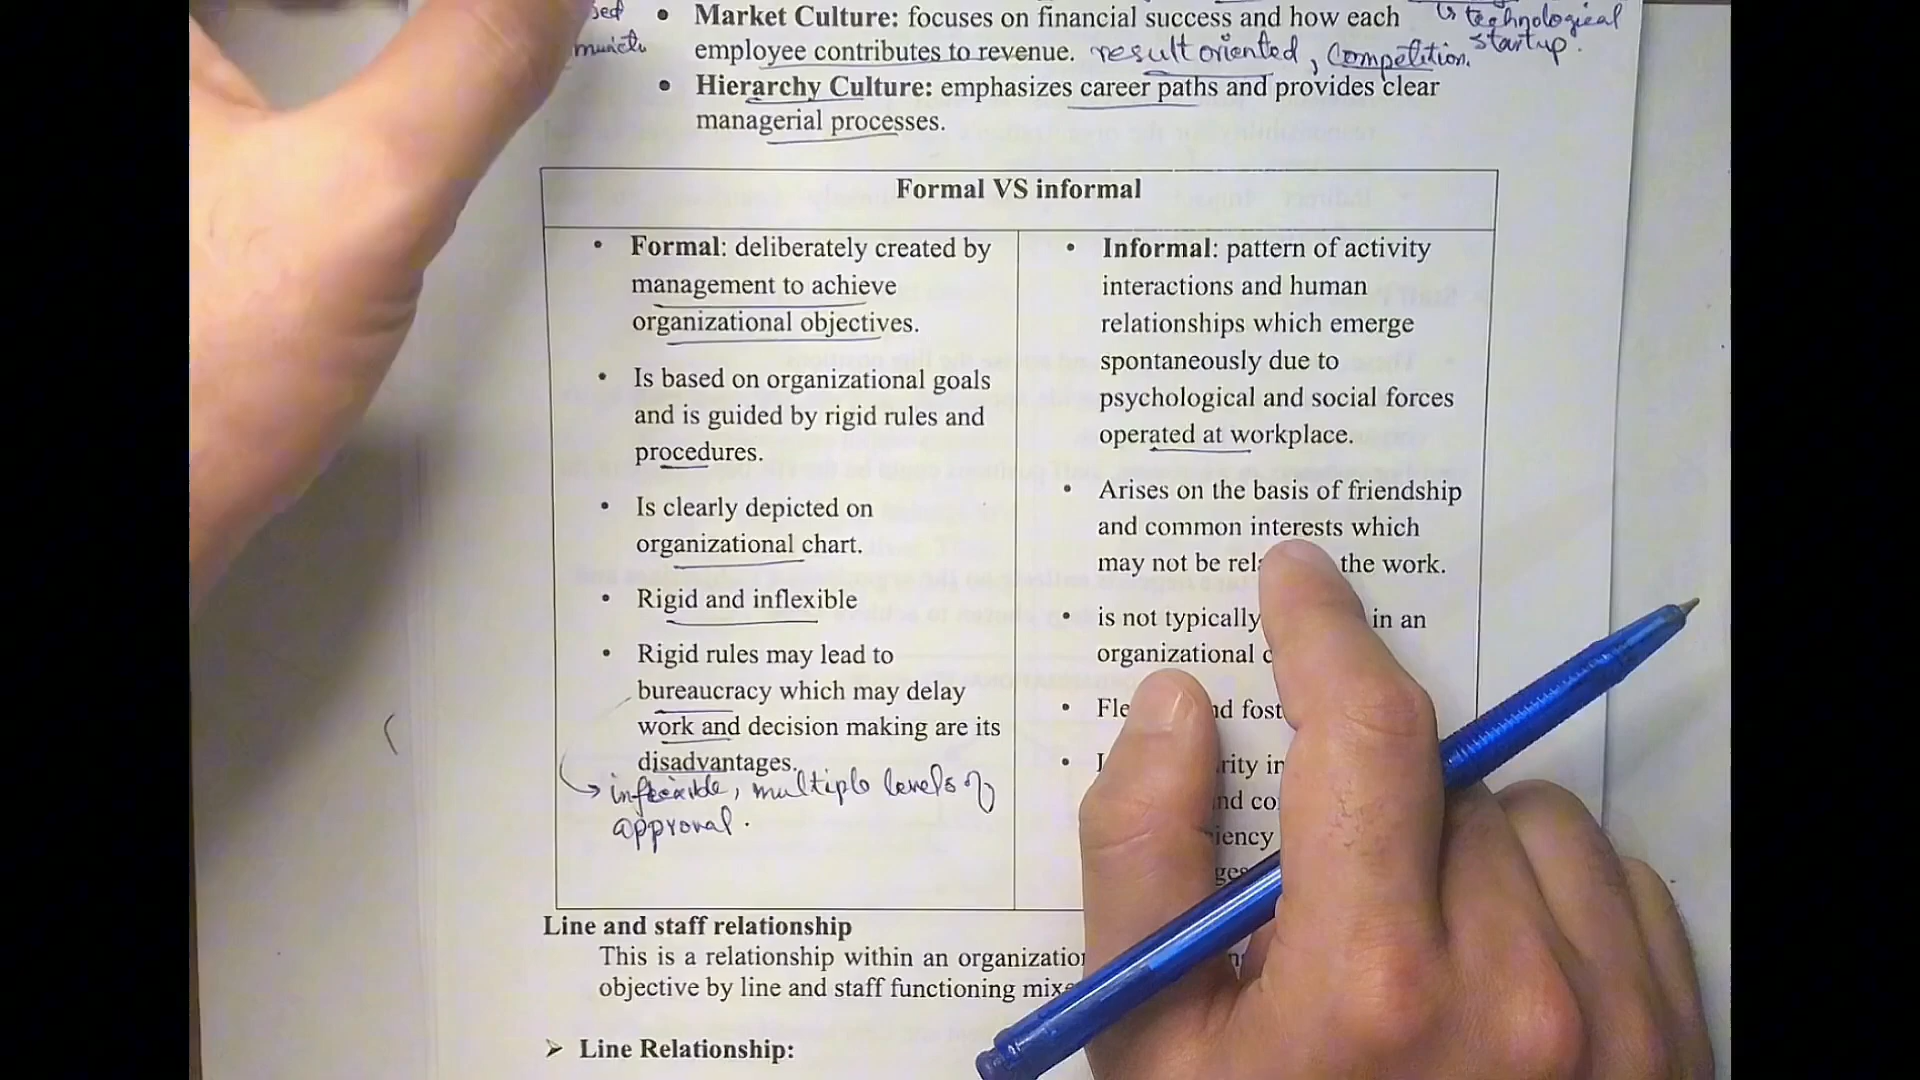 • Market Culture: focuses on financial success and how each
employee contributes to revenue. result oriented, Competition.
↳ technological
startup.
• Hierarchy Culture: emphasizes career paths and provides clear
managerial processes.
Formal VS informal
• Formal: deliberately created by
management to achieve
organizational objectives.
• Is based on organizational goals
and is guided by rigid rules and
procedures.
• Is clearly depicted on
organizational chart.
• Rigid and inflexible
• Rigid rules may lead to
bureaucracy which may delay
work and decision making are its
disadvantages.
→ inflexible, multiple levels of
approval.
• Informal: pattern of activity
interactions and human
relationships which emerge
spontaneously due to
psychological and social forces
operated at workplace.
• Arises on the basis of friendship
and common interests which
may not be the work.
• is not typically in an
organizational
•
•
Line and staff relationship
This is a relationship within an
objective by line and staff functioning
➤ Line Relationship: